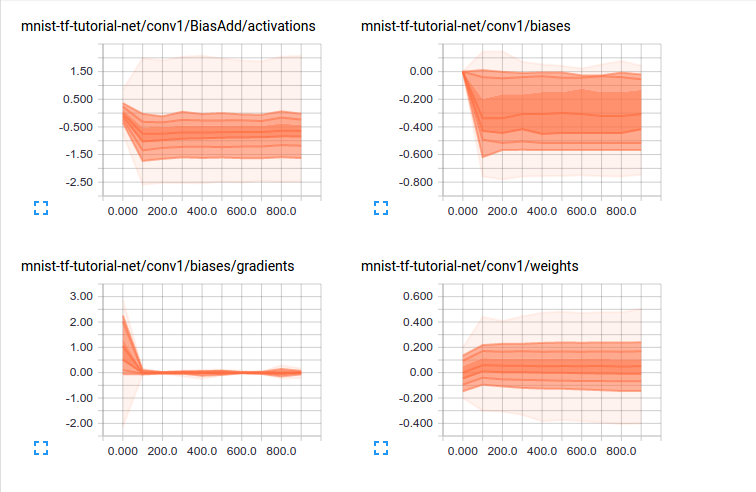 mnist-tf-tutorial-net/conv1/BiasAdd/activations
1.50
0.500
-0.500
-1.50
-2.50
0.000 200.0 400.0 600.0 800.0
mnist-tf-tutorial-net/conv1/biases
0.00
-0.200
-0.400
-0.600
-0.800
0.000 200.0 400.0 600.0 800.0
mnist-tf-tutorial-net/conv1/biases/gradients
3.00
2.00
1.00
0.00
-1.00
-2.00
0.000 200.0 400.0 600.0 800.0
mnist-tf-tutorial-net/conv1/weights
0.600
0.400
0.200
0.00
-0.200
-0.400
0.000 200.0 400.0 600.0 800.0